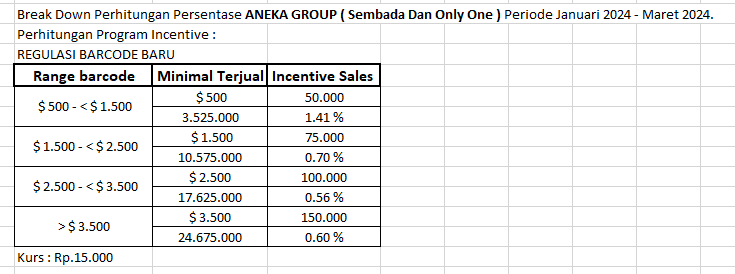 Break Down Perhitungan Persentase ANEKA GROUP ( Sembada Dan Only One ) Periode Januari 2024 - Maret 2024.
Perhitungan Program Incentive :
REGULASI BARCODE BARU
Range barcode Minimal Terjual Incentive Sales
$ 500 - < $ 1.500 $ 500 50.000
3.525.000 1.41 %
$ 1.500 - < $ 2.500 $ 1.500 75.000
10.575.000 0.70 %
$ 2.500 - < $ 3.500 $ 2.500 100.000
17.625.000 0.56 %
> $ 3.500 $ 3.500 150.000
24.675.000 0.60 %
Kurs : Rp.15.000